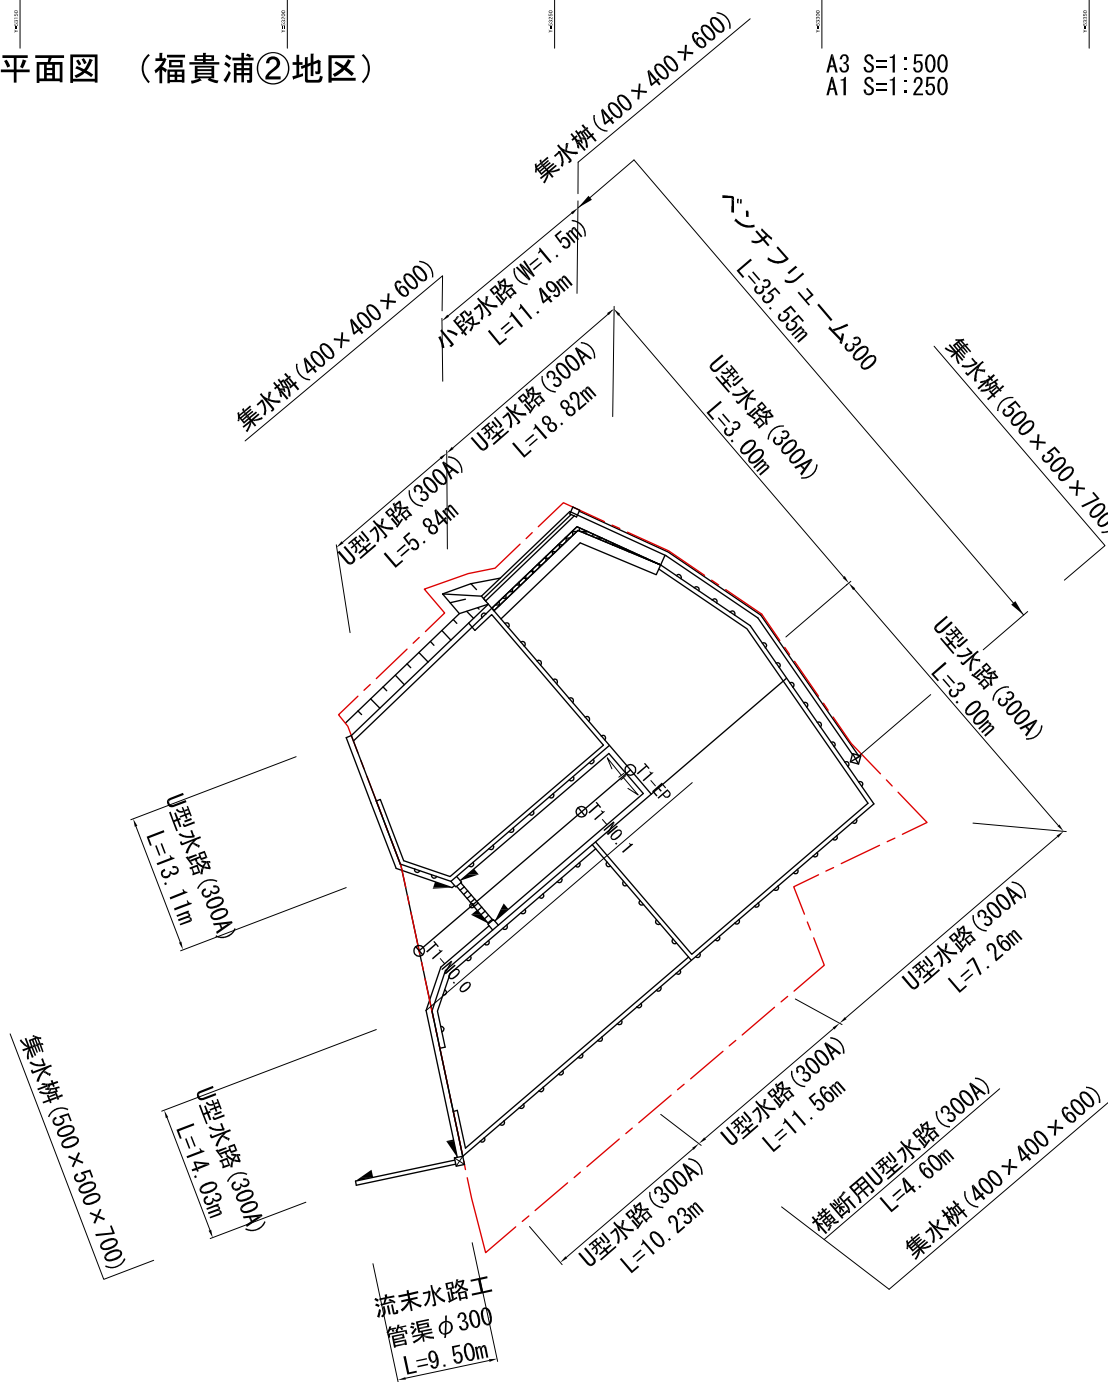 平面図　（福貴浦②地区）
A3 S=1:500
A1 S=1:250
集水桝(400×400×600)
ベンチフリューム300
L=35.55m
小段水路(W=1.5m)
L=11.49m
集水桝(400×400×600)
U型水路(300A)
L=18.82m
U型水路(300A)
L=3.00m
集水桝(500×500×700)
U型水路(300A)
L=5.84m
U型水路(300A)
L=3.00m
T1-EP
T1-NO.1
T1-NO.0
U型水路(300A)
L=13.11m
U型水路(300A)
L=7.26m
集水桝(500×500×700)
U型水路(300A)
L=14.03m
U型水路(300A)
L=11.56m
横断用U型水路(300A)
L=4.60m
集水桝(400×400×600)
U型水路(300A)
L=10.23m
流末水路工
管渠φ300
L=9.50m